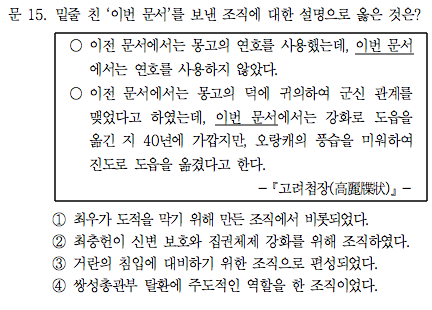 문 15. 밑줄 친 '이번 문서'를 보낸 조직에 대한 설명으로 옳은 것은?
○ 이전 문서에서는 몽고의 연호를 사용했는데, 이번 문서
에서는 연호를 사용하지 않았다.
○ 이전 문서에서는 몽고의 덕에 귀의하여 군신 관계를
맺었다고 하였는데, 이번 문서에서는 강화로 도읍을
옮긴 지 40년에 가깝지만, 오랑캐의 풍습을 미워하여
진도로 도읍을 옮겼다고 한다.
-『고려첩장(高麗牒狀)』-
① 최우가 도적을 막기 위해 만든 조직에서 비롯되었다.
② 최충헌이 신변 보호와 집권체제 강화를 위해 조직하였다.
③ 거란의 침입에 대비하기 위한 조직으로 편성되었다.
④ 쌍성총관부 탈환에 주도적인 역할을 한 조직이었다.